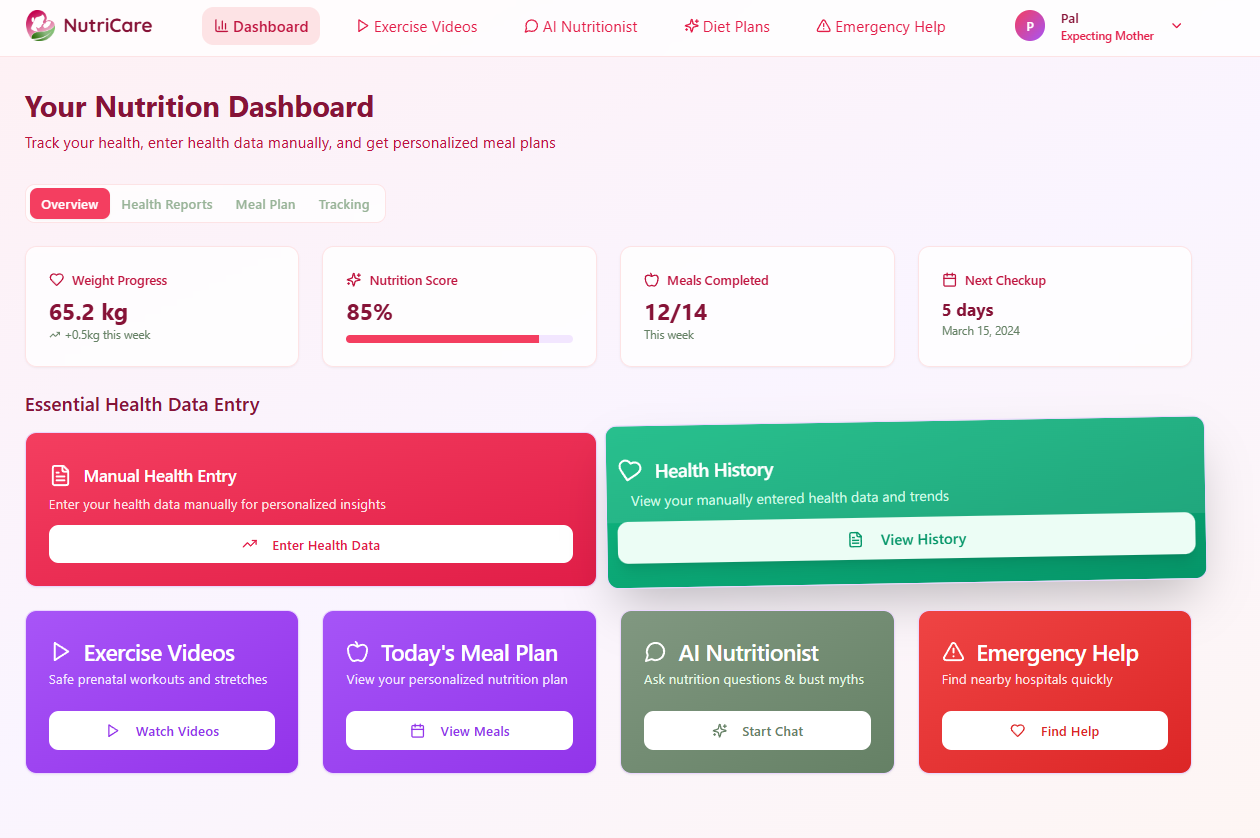 NutriCare
Dashboard
Exercise Videos
AI Nutritionist
Diet Plans
Emergency Help
P
Pal
Expecting Mother
Your Nutrition Dashboard
Track your health, enter health data manually, and get personalized meal plans
Overview
Health Reports
Meal Plan
Tracking
Weight Progress
65.2 kg
+0.5kg this week
Nutrition Score
85%
Meals Completed
12/14
This week
Next Checkup
5 days
March 15, 2024
Essential Health Data Entry
Manual Health Entry
Enter your health data manually for personalized insights
Enter Health Data
Health History
View your manually entered health data and trends
View History
Exercise Videos
Safe prenatal workouts and stretches
Watch Videos
Today's Meal Plan
View your personalized nutrition plan
View Meals
AI Nutritionist
Ask nutrition questions & bust myths
Start Chat
Emergency Help
Find nearby hospitals quickly
Find Help